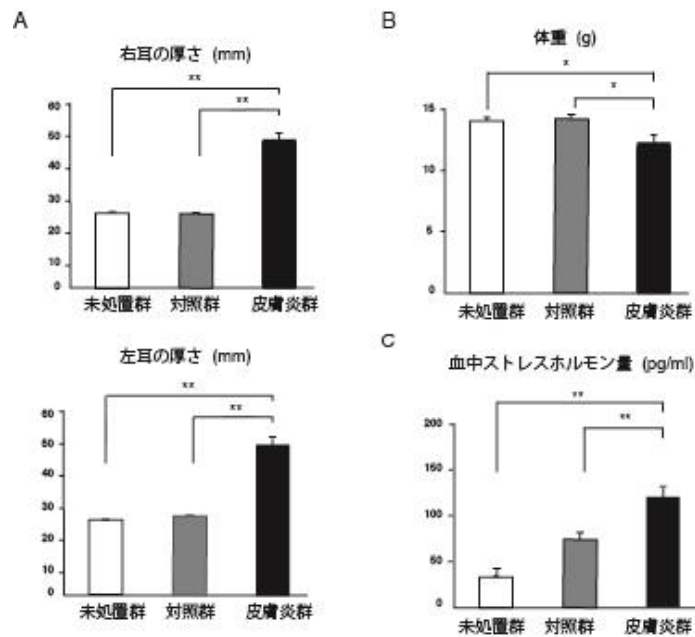 A
右耳の厚さ (mm)
**
**
60
50
40
30
20
10
0
未処置群 対照群 皮膚炎群
左耳の厚さ (mm)
**
**
60
50
40
30
20
10
0
未処置群 対照群 皮膚炎群
B
体重 (g)
*
*
15
10
5
0
未処置群 対照群 皮膚炎群
C
血中ストレスホルモン量 (pg/ml)
**
**
200
150
100
50
0
未処置群 対照群 皮膚炎群